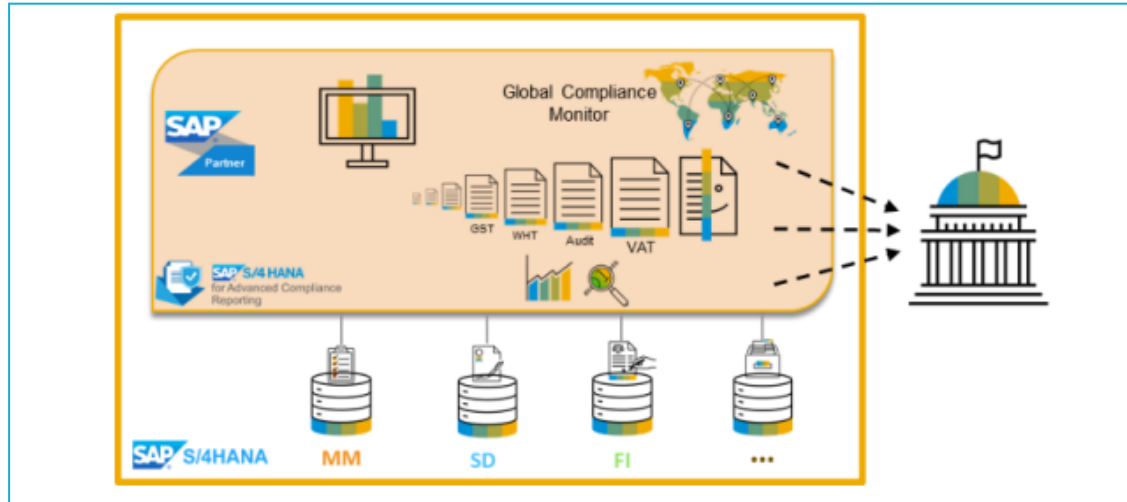 Global Compliance
Monitor
SAP
Partner
GST
WHT
Audit
VAT
SAP S/4 HANA
for Advanced Compliance
Reporting
SAP S/4HANA
MM
SD
FI
...